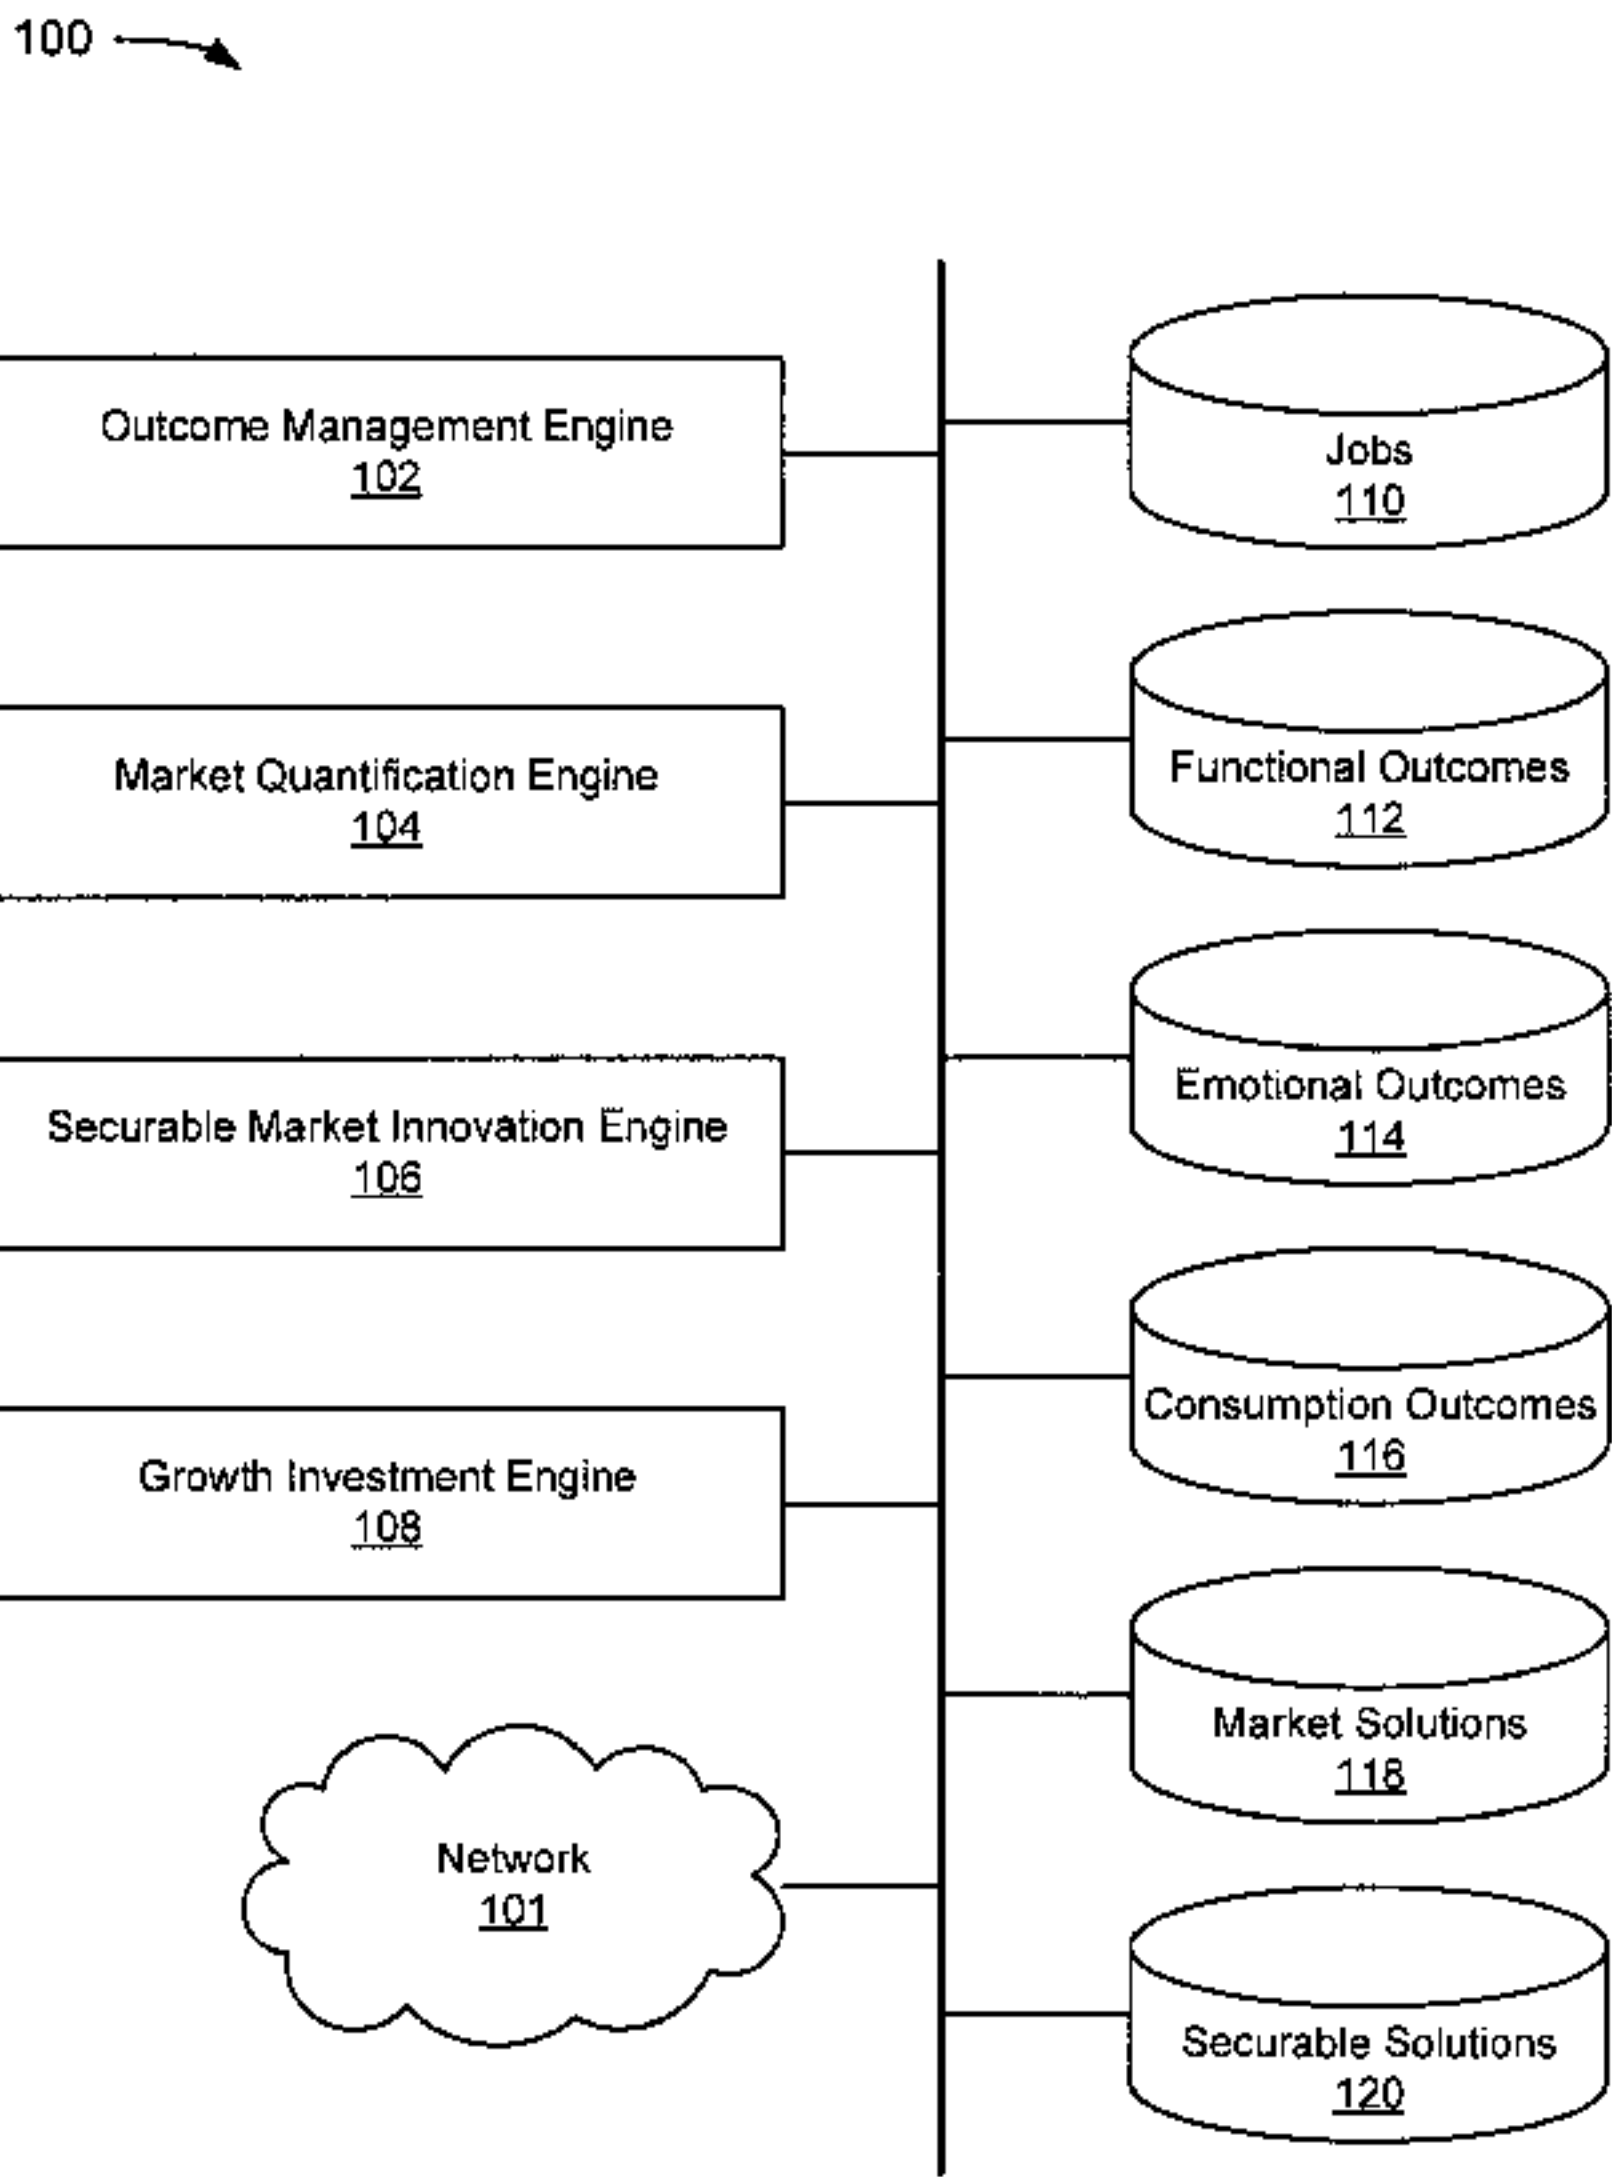 100
Outcome Management Engine
102
Market Quantification Engine
104
Securable Market Innovation Engine
106
Growth Investment Engine
108
Network
101
Jobs
110
Functional Outcomes
112
Emotional Outcomes
114
Consumption Outcomes
116
Market Solutions
118
Securable Solutions
120